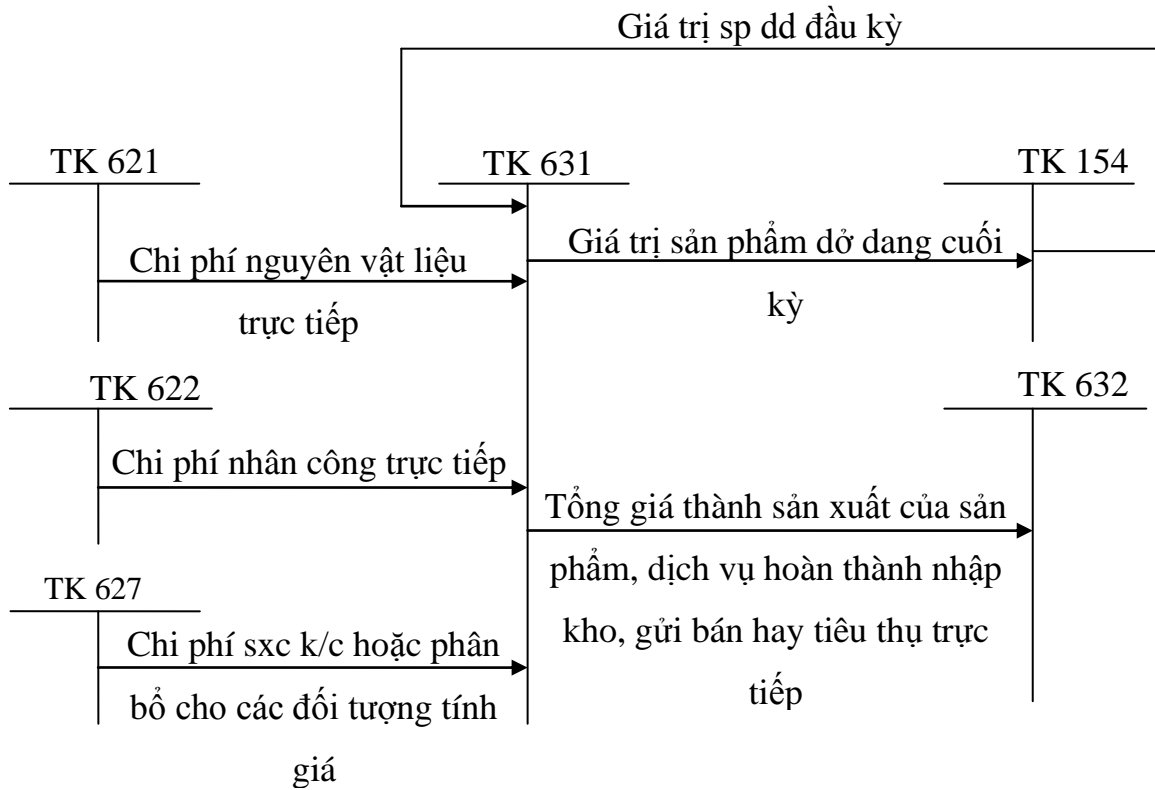 Giá trị sp dd đầu kỳ
TK 621
TK 631
TK 154
Chi phí nguyên vật liệu
trực tiếp
Giá trị sản phẩm dở dang cuối
kỳ
TK 622
TK 632
Chi phí nhân công trực tiếp
Tổng giá thành sản xuất của sản
phẩm, dịch vụ hoàn thành nhập
kho, gửi bán hay tiêu thụ trực
tiếp
TK 627
Chi phí sxc k/c hoặc phân
bổ cho các đối tượng tính
giá